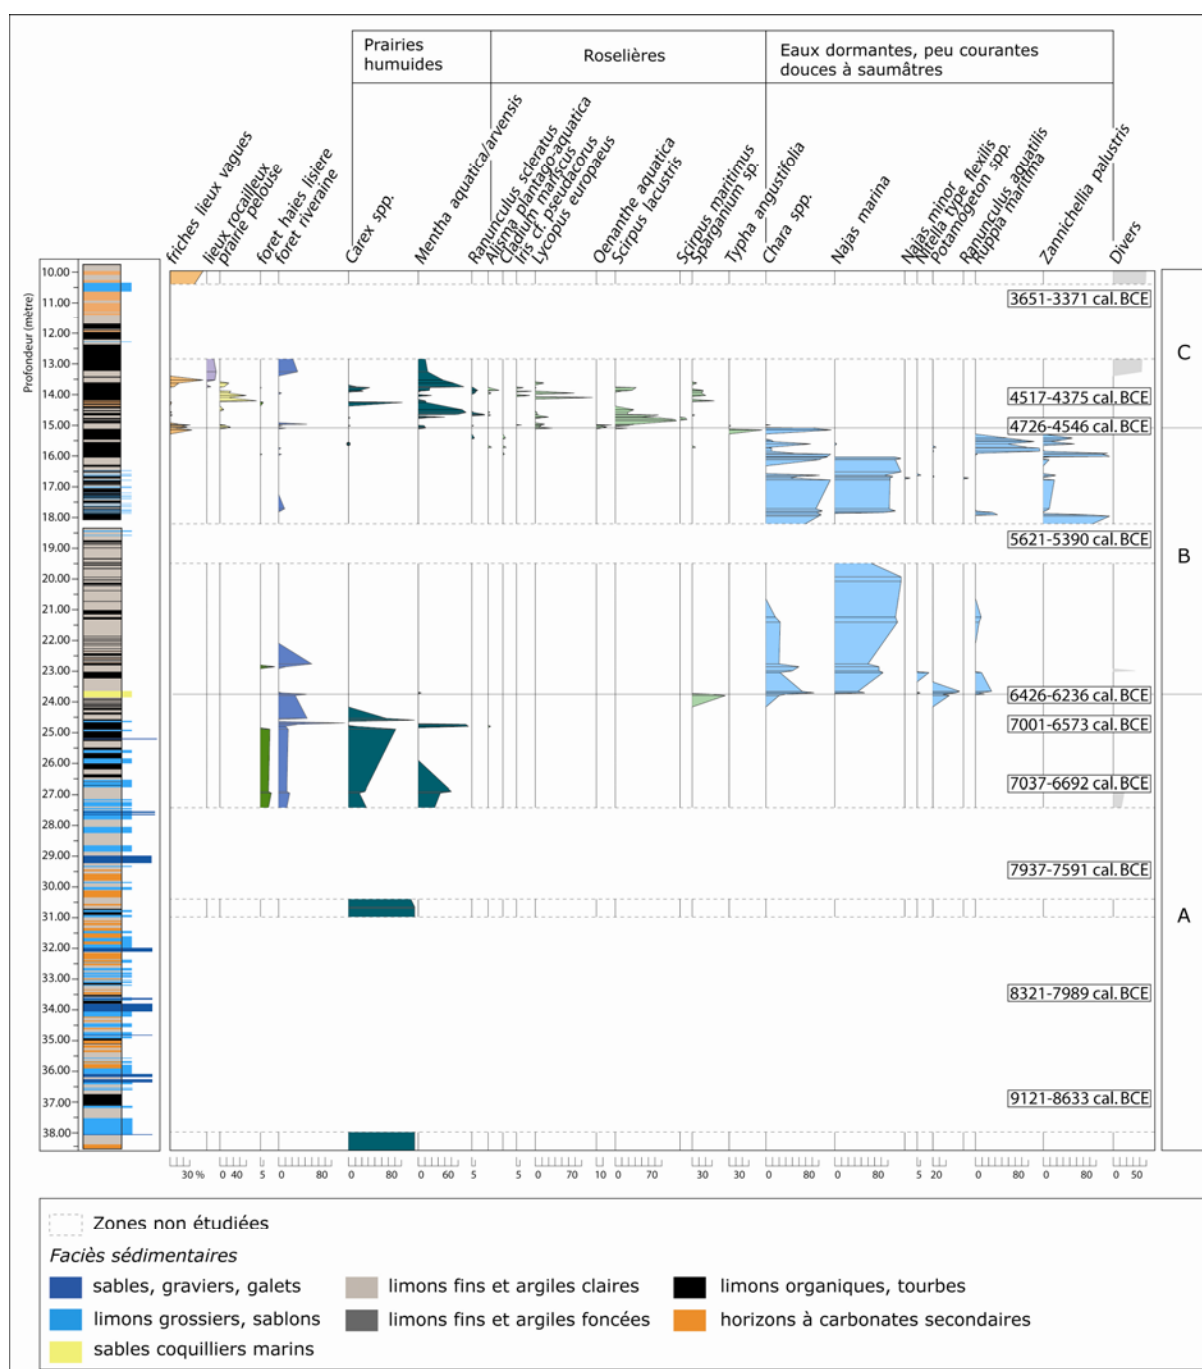 Prairies
humuides
Roselières
Eaux dormantes, peu courantes
douces à saumâtres
friches lieux vagues
lieux rocailleux
prairie pelouse
foret haies lisiere
foret riveraine
Carex spp.
Mentha aquatica/arvensis
Ranunculus scleratus
Alisma plantago-aquatica
Cladium mariscus
Iris cf. pseudacorus
Lycopus europaeus
Oenanthe aquatica
Scirpus lacustris
Scirpus maritimus
Sparganium sp.
Typha angustifolia
Chara spp.
Najas marina
Najas minor
Nitella type flexilis
Potamogeton spp.
Ranunculus aquatilis
Ruppia maritima
Zannichellia palustris
Divers
Profondeur (mètre)
10.00
11.00
12.00
13.00
14.00
15.00
16.00
17.00
18.00
19.00
20.00
21.00
22.00
23.00
24.00
25.00
26.00
27.00
28.00
29.00
30.00
31.00
32.00
33.00
34.00
35.00
36.00
37.00
38.00
3651-3371 cal. BCE
4517-4375 cal. BCE
4726-4546 cal. BCE
5621-5390 cal. BCE
6426-6236 cal. BCE
7001-6573 cal. BCE
7037-6692 cal. BCE
7937-7591 cal. BCE
8321-7989 cal. BCE
9121-8633 cal. BCE
C
B
A
30 % 0 40 5 0 80 0 80 0 60 5 5 0 70 10 0 70 30 30 0 80 0 80 5 20 0 80 0 80 0 50
Zones non étudiées
Faciès sédimentaires
sables, graviers, galets
limons fins et argiles claires
limons organiques, tourbes
limons grossiers, sablons
limons fins et argiles foncées
horizons à carbonates secondaires
sables coquilliers marins